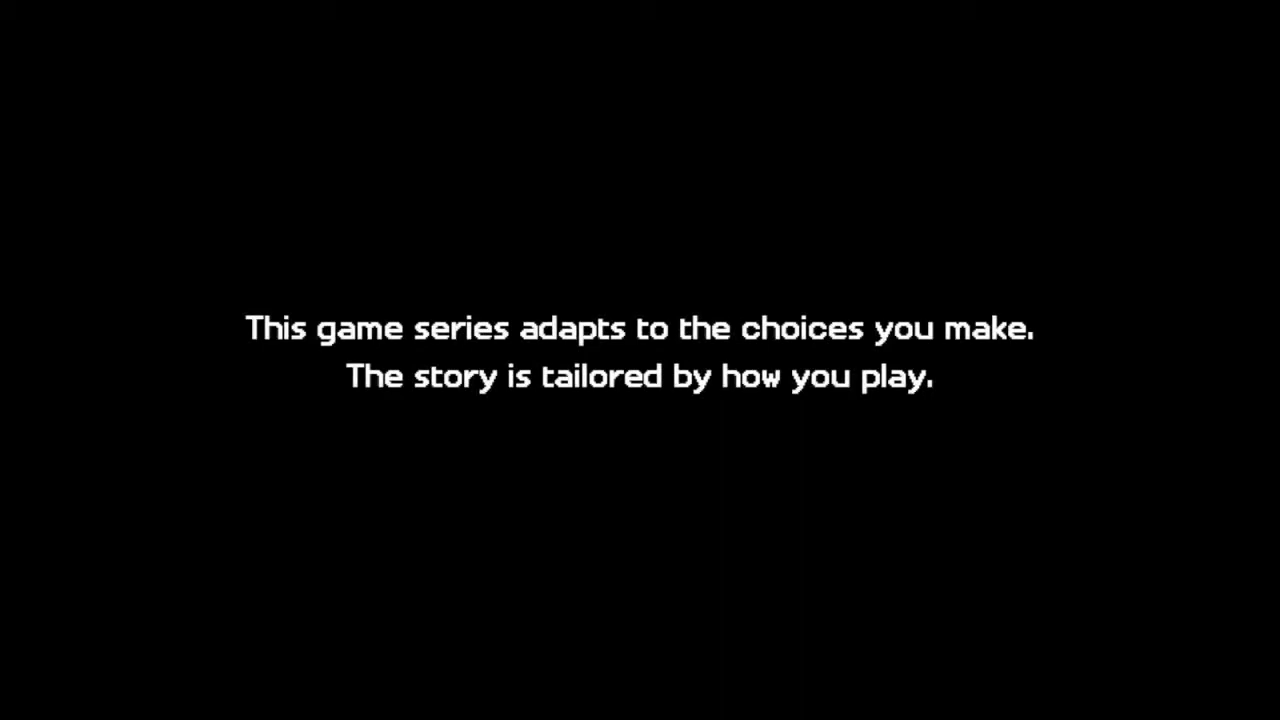 This game series adapts to the choices you make.
The story is tailored by how you play.